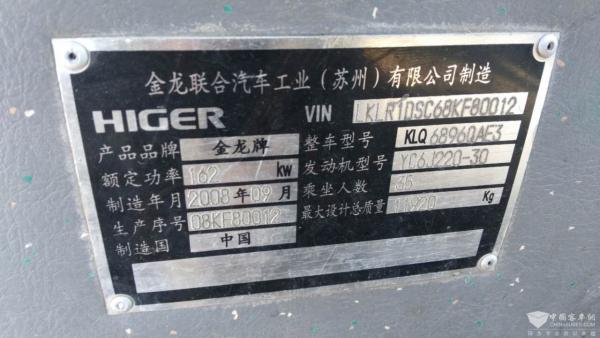 金龙联合汽车工业（苏州）有限公司制造
HIGER VIN LKLR1DSC68KF80012
产品品牌 金龙牌 整车型号 KLQ6896QAE3
额定功率 162 kw 发动机型号 YC6J220-30
制造年月 2008年09月 乘坐人数
生产序号 08KF80012 最大设计总质量 11920 Kg
制造国 中国
中国客车网